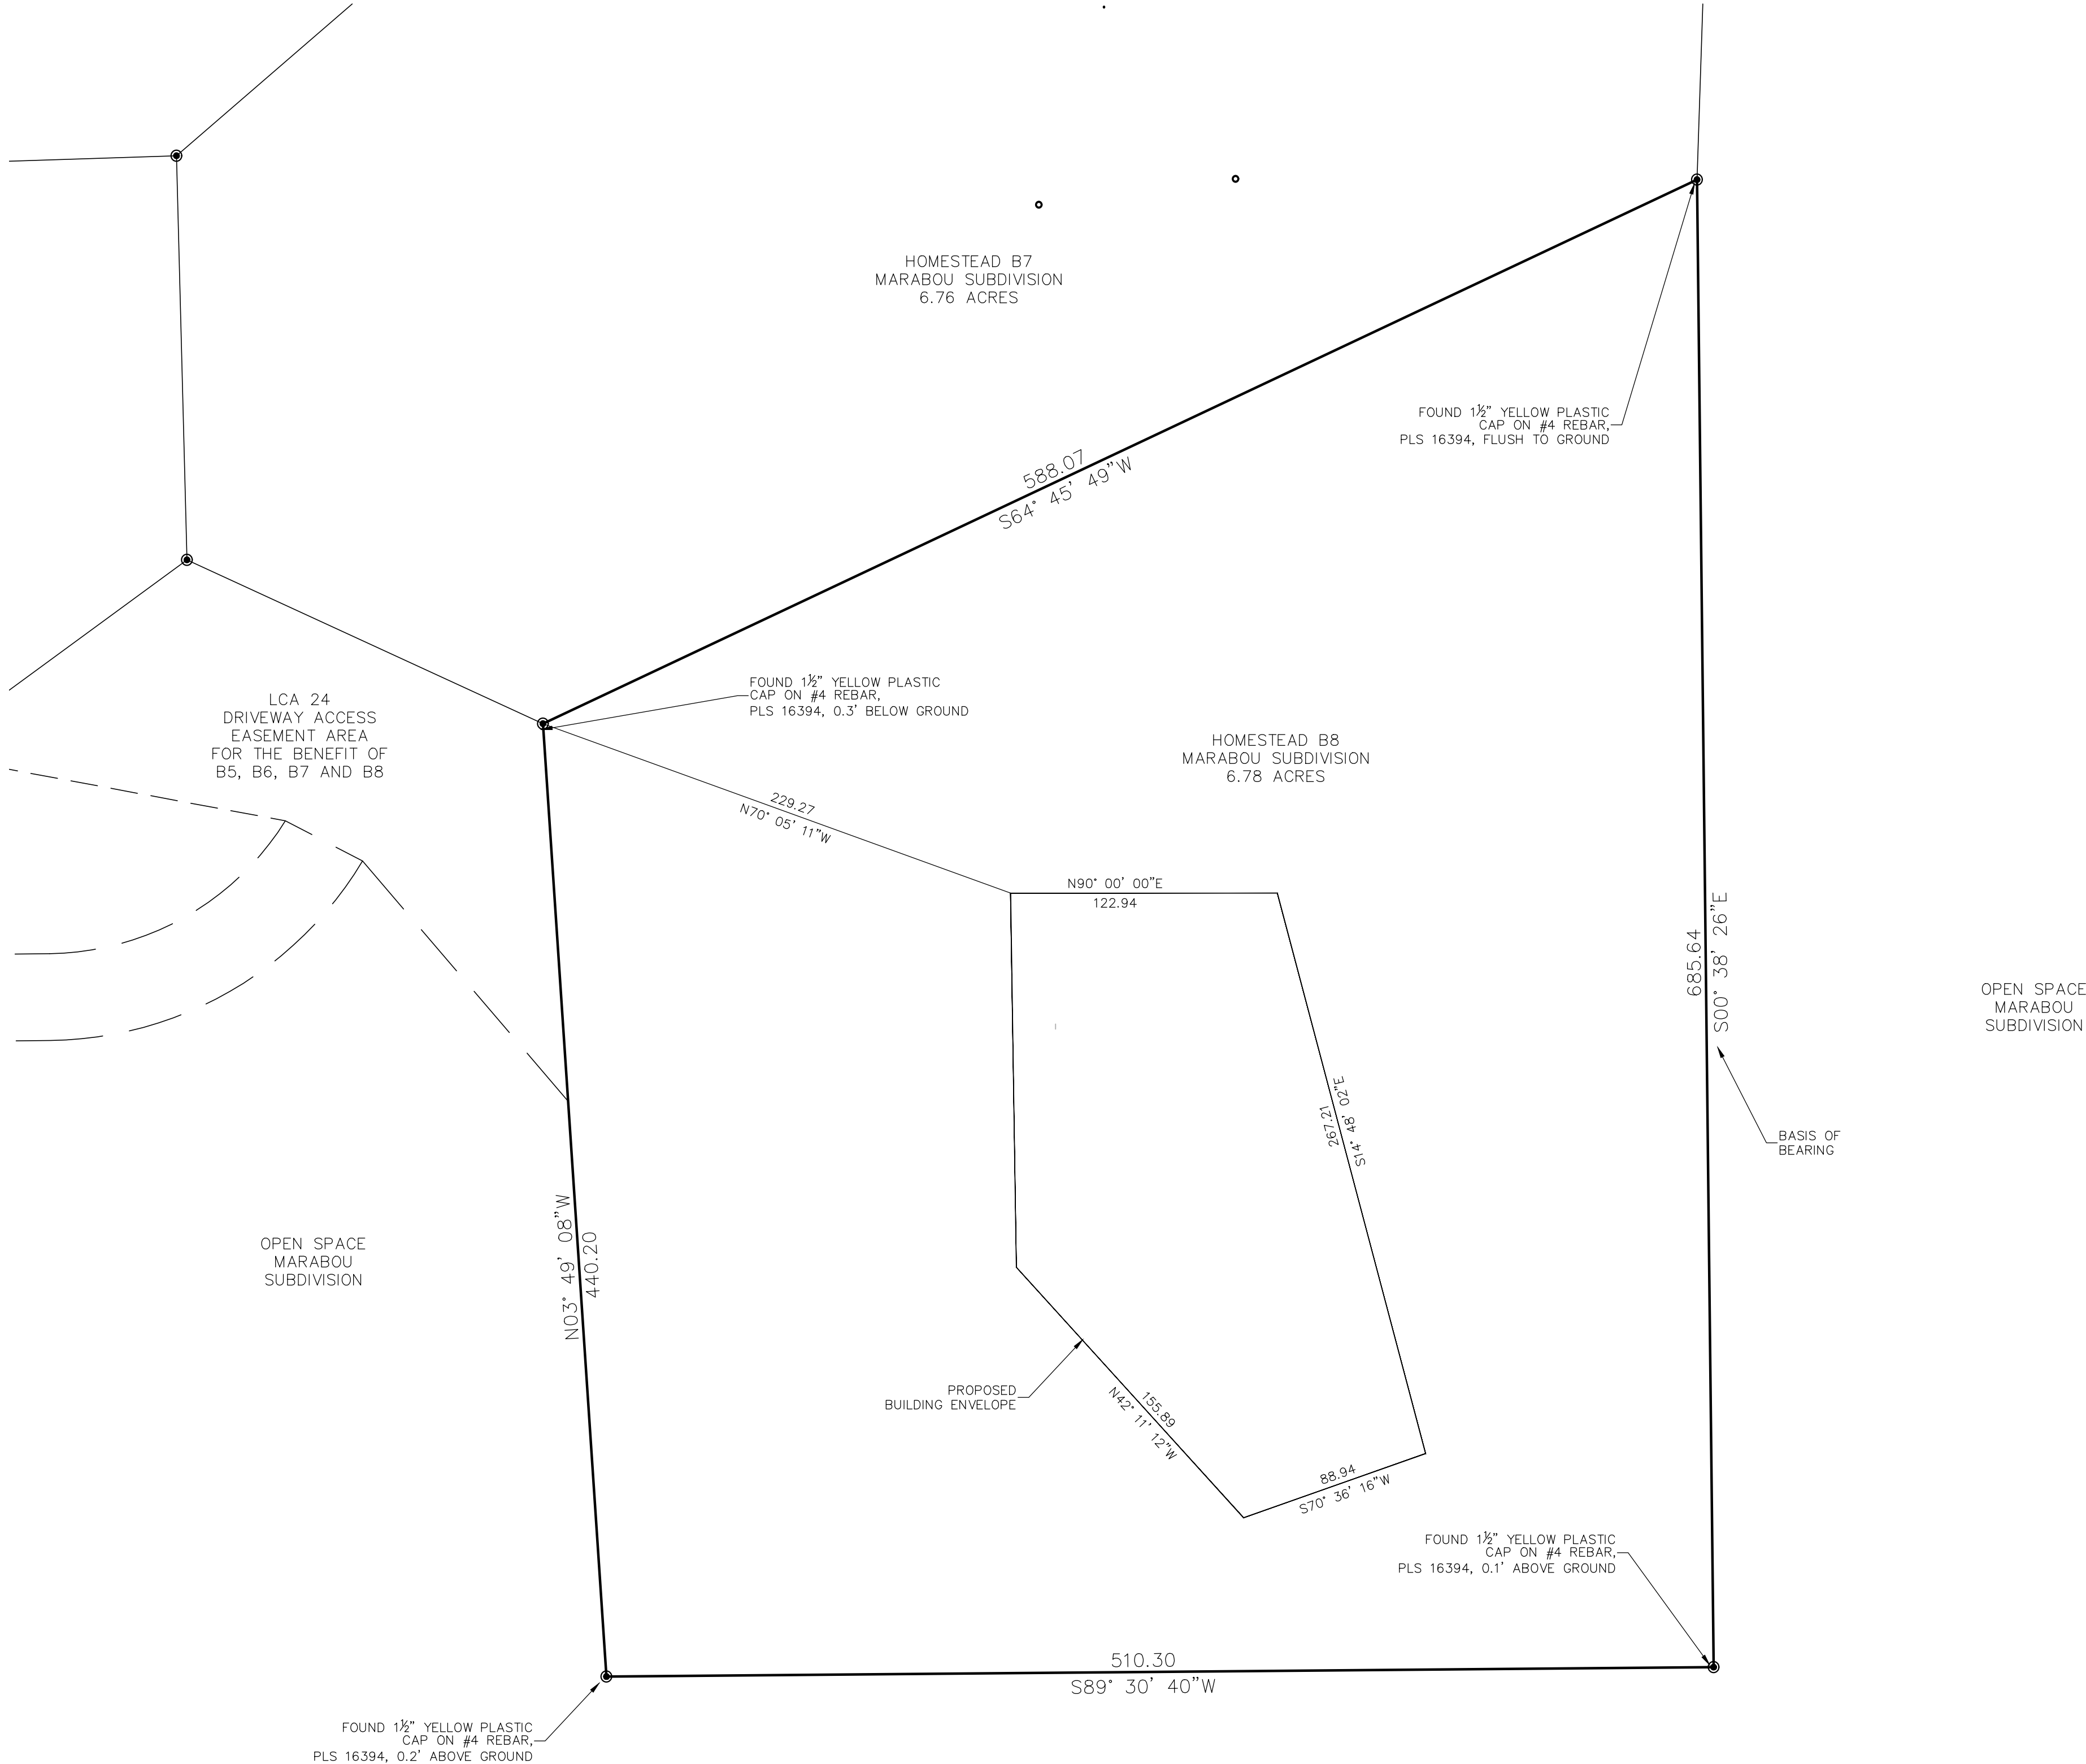 HOMESTEAD B7
MARABOU SUBDIVISION
6.76 ACRES
FOUND 1½" YELLOW PLASTIC
CAP ON #4 REBAR,
PLS 16394, FLUSH TO GROUND
588.07
S64° 45' 49"W
FOUND 1½" YELLOW PLASTIC
CAP ON #4 REBAR,
PLS 16394, 0.3' BELOW GROUND
LCA 24
DRIVEWAY ACCESS
EASEMENT AREA
FOR THE BENEFIT OF
B5, B6, B7 AND B8
HOMESTEAD B8
MARABOU SUBDIVISION
6.78 ACRES
229.27
N70° 05' 11"W
N90° 00' 00"E
122.94
685.64
S00° 38' 26"E
OPEN SPACE
MARABOU
SUBDIVISION
267.21
S14° 48' 02"E
BASIS OF
BEARING
N03° 49' 08"W
440.20
OPEN SPACE
MARABOU
SUBDIVISION
PROPOSED
BUILDING ENVELOPE
155.89
N42° 11' 12"W
88.94
S70° 36' 16"W
FOUND 1½" YELLOW PLASTIC
CAP ON #4 REBAR,
PLS 16394, 0.1' ABOVE GROUND
510.30
S89° 30' 40"W
FOUND 1½" YELLOW PLASTIC
CAP ON #4 REBAR,
PLS 16394, 0.2' ABOVE GROUND